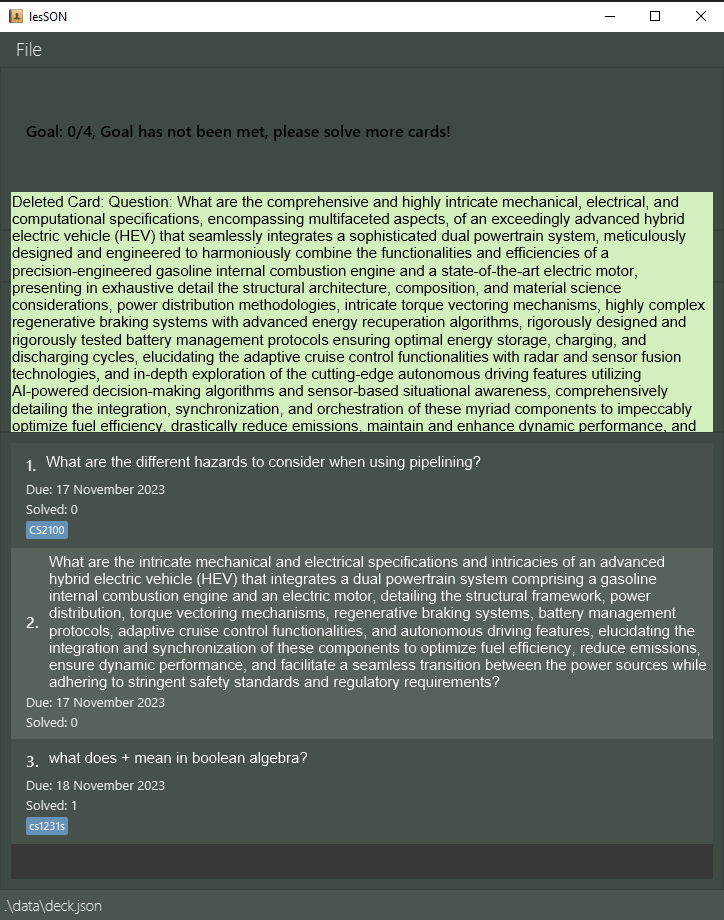 lesSON
File
Goal: 0/4, Goal has not been met, please solve more cards!
Deleted Card: Question: What are the comprehensive and highly intricate mechanical, electrical, and
computational specifications, encompassing multifaceted aspects, of an exceedingly advanced hybrid
electric vehicle (HEV) that seamlessly integrates a sophisticated dual powertrain system, meticulously
designed and engineered to harmoniously combine the functionalities and efficiencies of a
precision-engineered gasoline internal combustion engine and a state-of-the-art electric motor,
presenting in exhaustive detail the structural architecture, composition, and material science
considerations, power distribution methodologies, intricate torque vectoring mechanisms, highly complex
regenerative braking systems with advanced energy recuperation algorithms, rigorously designed and
rigorously tested battery management protocols ensuring optimal energy storage, charging, and
discharging cycles, elucidating the adaptive cruise control functionalities with radar and sensor fusion
technologies, and in-depth exploration of the cutting-edge autonomous driving features utilizing
AI-powered decision-making algorithms and sensor-based situational awareness, comprehensively
detailing the integration, synchronization, and orchestration of these myriad components to impeccably
optimize fuel efficiency, drastically reduce emissions, maintain and enhance dynamic performance, and
1. What are the different hazards to consider when using pipelining?
Due: 17 November 2023
Solved: 0
CS2100
What are the intricate mechanical and electrical specifications and intricacies of an advanced
hybrid electric vehicle (HEV) that integrates a dual powertrain system comprising a gasoline
internal combustion engine and an electric motor, detailing the structural framework, power
distribution, torque vectoring mechanisms, regenerative braking systems, battery management
2. protocols, adaptive cruise control functionalities, and autonomous driving features, elucidating the
integration and synchronization of these components to optimize fuel efficiency, reduce emissions,
ensure dynamic performance, and facilitate a seamless transition between the power sources while
adhering to stringent safety standards and regulatory requirements?
Due: 17 November 2023
Solved: 0
3. what does + mean in boolean algebra?
Due: 18 November 2023
Solved: 1
cs1231s
.\data\deck.json